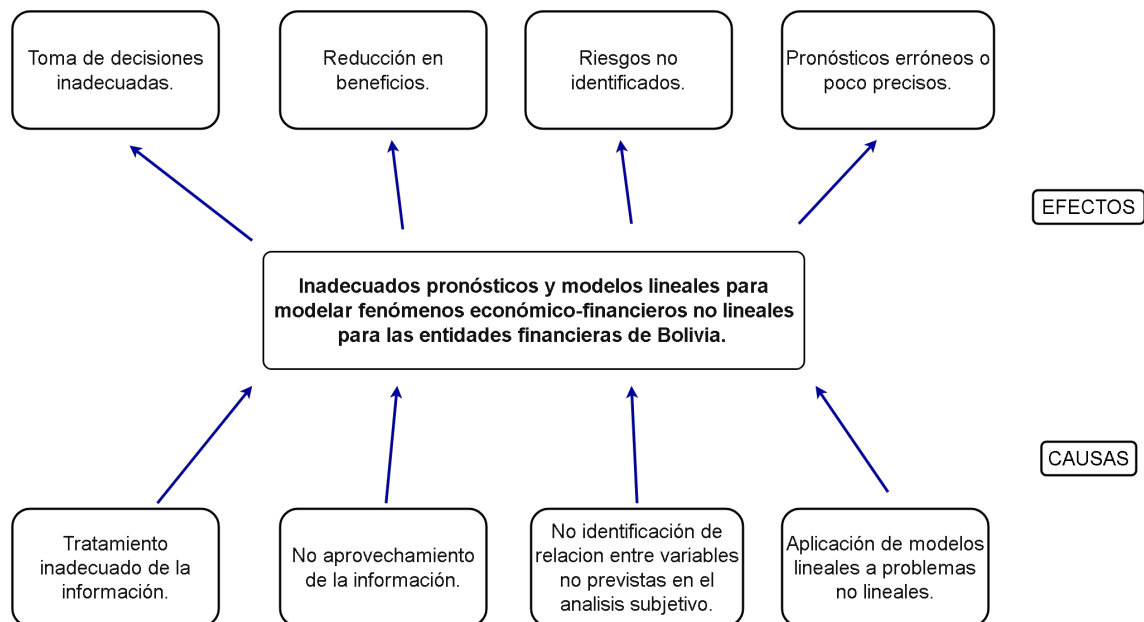 Toma de decisiones
inadecuadas.
Reducción en
beneficios.
Riesgos no
identificados.
Pronósticos erróneos o
poco precisos.
EFECTOS
Inadecuados pronósticos y modelos lineales para
modelar fenómenos económico-financieros no lineales
para las entidades financieras de Bolivia.
CAUSAS
Tratamiento
inadecuado de la
información.
No aprovechamiento
de la información.
No identificación de
relacion entre variables
no previstas en el
analisis subjetivo.
Aplicación de modelos
lineales a problemas
no lineales.